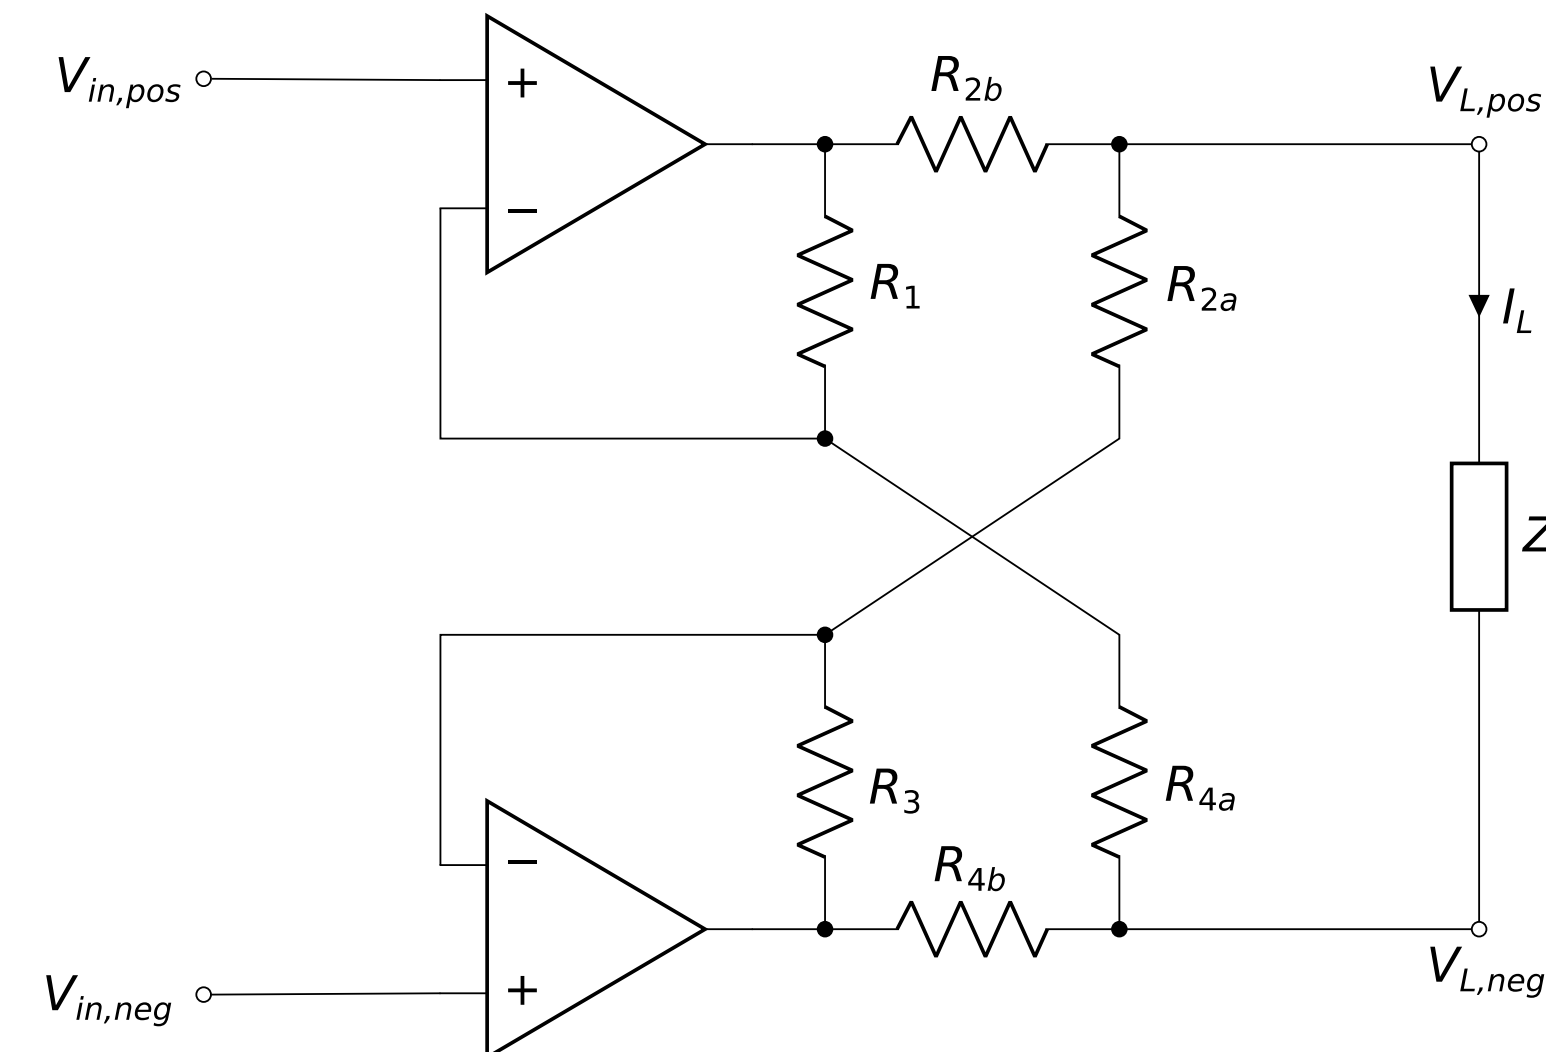 V_in,pos
+
−
R_2b
V_L,pos
R_1
R_2a
I_L
Z
R_3
R_4a
−
+
R_4b
V_in,neg
V_L,neg